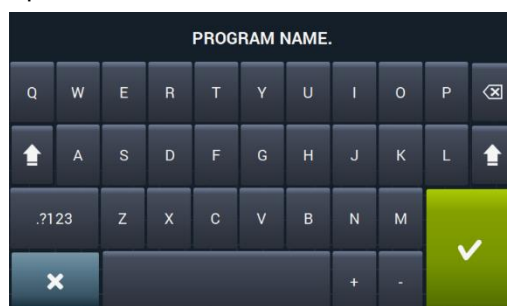 PROGRAM NAME.
Q W E R T Y U I O P
A S D F G H J K L
.?123 Z X C V B N M
+ -